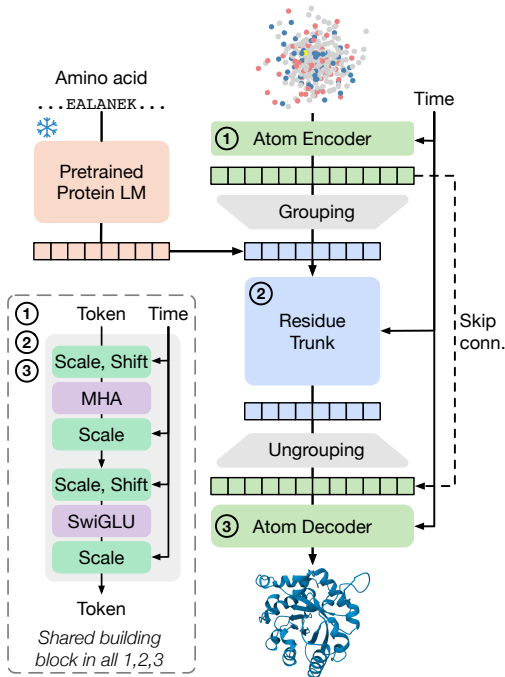 Amino acid
...EALANEK...
Pretrained
Protein LM
Time
1 Atom Encoder
Grouping
2
Residue
Trunk
Skip
conn.
Ungrouping
3 Atom Decoder
1
2
3
Token
Time
Scale, Shift
MHA
Scale
Scale, Shift
SwiGLU
Scale
Token
Shared building
block in all 1,2,3